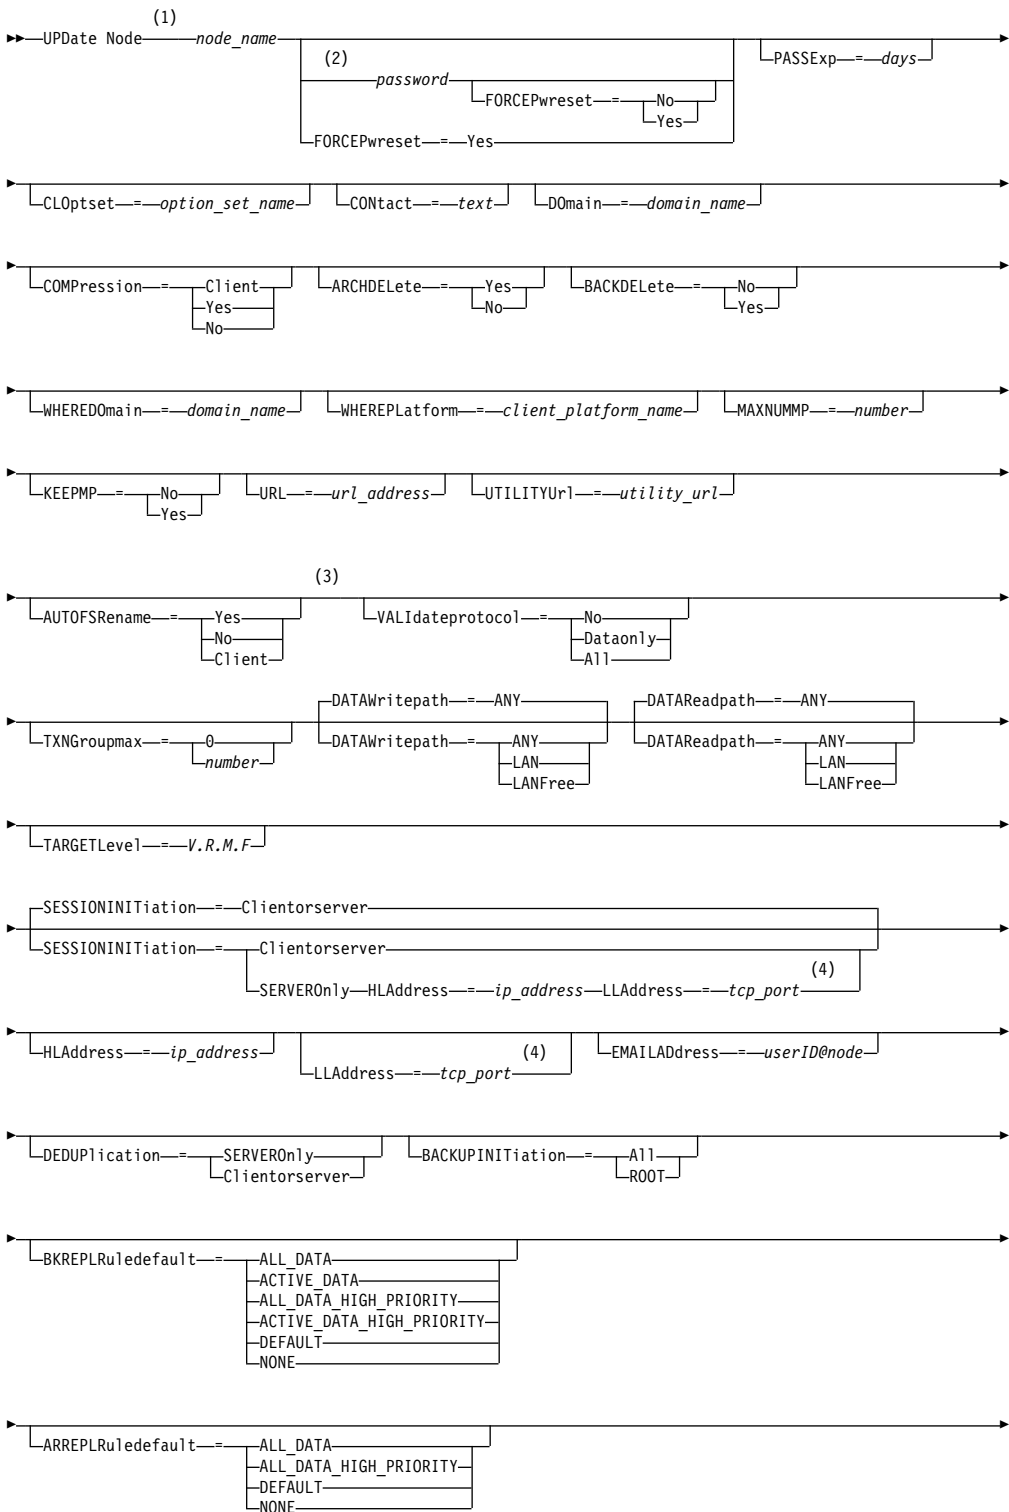 (1)
UPDate Node node_name
(2)
password
FORCEPwreset = No
Yes
FORCEPwreset = Yes
PASSExp = days
CLOptset = option_set_name CONtact = text DOmain = domain_name
COMPression = Client ARCHDELete = Yes BACKDELete = No
Yes No Yes
No
WHEREDOmain = domain_name WHEREPLatform = client_platform_name MAXNUMMP = number
KEEPMP = No URL = url_address UTILITYUrl = utility_url
Yes
(3)
AUTOFSRename = Yes VALIdateprotocol = No
No Dataonly
Client All
DATAWritepath = ANY DATAReadpath = ANY
TXNGroupmax = 0 DATAWritepath = ANY DATAReadpath = ANY
number LAN LAN
LANFree LANFree
TARGETLevel = V.R.M.F
SESSIONINITiation = Clientorserver
SESSIONINITiation = Clientorserver
(4)
SERVEROnly HLAddress = ip_address LLAddress = tcp_port
HLAddress = ip_address (4) EMAILADdress = userID@node
LLAddress = tcp_port
DEDUPlication = SERVEROnly BACKUPINITiation = All
Clientorserver ROOT
BKREPLRuledefault = ALL_DATA
ACTIVE_DATA
ALL_DATA_HIGH_PRIORITY
ACTIVE_DATA_HIGH_PRIORITY
DEFAULT
NONE
ARREPLRuledefault = ALL_DATA
ALL_DATA_HIGH_PRIORITY
DEFAULT
NONE